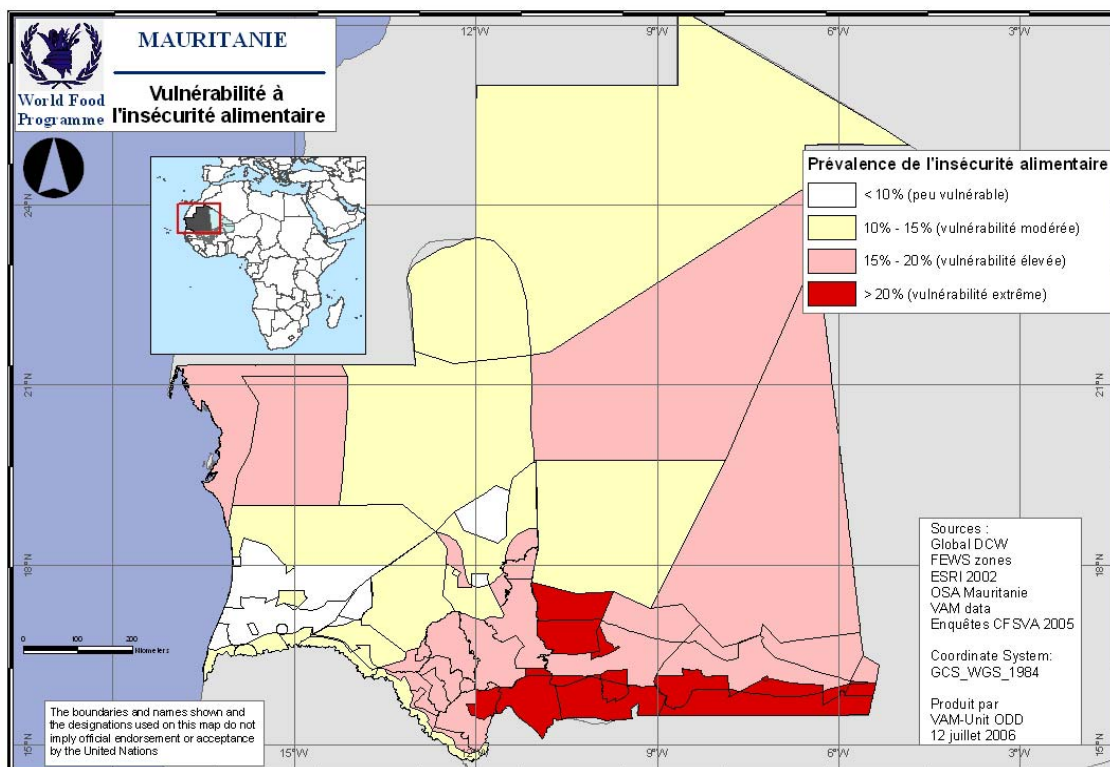 MAURITANIE
Vulnérabilité à
l'insécurité alimentaire
World Food
Programme
12°W
9°W
6°W
3°W
Prévalence de l'insécurité alimentaire
< 10% (peu vulnérable)
10% - 15% (vulnérabilité modérée)
15% - 20% (vulnérabilité élevée)
> 20% (vulnérabilité extrême)
24°N
21°N
21°N
18°N
18°N
15°N
15°N
Sources :
Global DCW
FEWS zones
ESRI 2002
OSA Mauritanie
VAM data
Enquêtes CFSVA 2005
Coordinate System:
GCS_WGS_1984
Produit par
VAM-Unit ODD
12 juillet 2006
0 100 200
Kilometers
The boundaries and names shown and
the designations used on this map do not
imply official endorsement or acceptance
by the United Nations
15°W
12°W
9°W
6°W
3°W